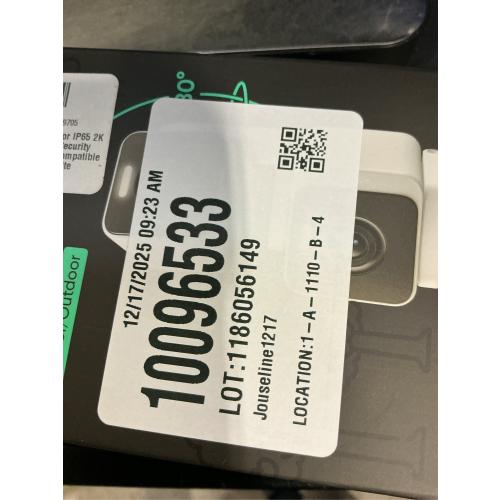 12/17/2025 09:23 AM
10096533
LOT:1186056149
Jouseline1217
LOCATION:1-A-1110-B-4
9705
or IP65 2K
ecurity
ompatible
te
/Outdoor
80°